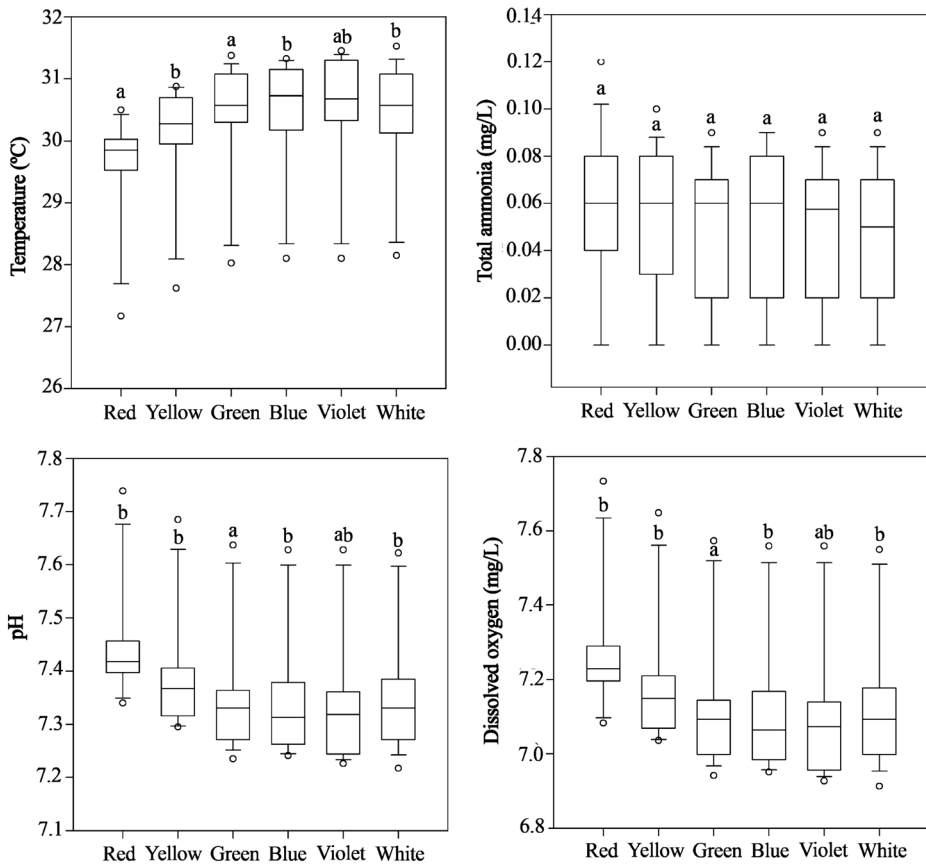 32
31
30
29
28
27
26
Temperature (ºC)
a
b
a
b
ab
b
Red Yellow Green Blue Violet White
0.14
0.12
0.10
0.08
0.06
0.04
0.02
0.00
Total ammonia (mg/L)
a
a
a
a
a
a
Red Yellow Green Blue Violet White
7.8
7.7
7.6
7.5
7.4
7.3
7.2
7.1
pH
b
b
a
b
ab
b
Red Yellow Green Blue Violet White
7.8
7.6
7.4
7.2
7.0
6.8
Dissolved oxygen (mg/L)
b
b
a
b
ab
b
Red Yellow Green Blue Violet White